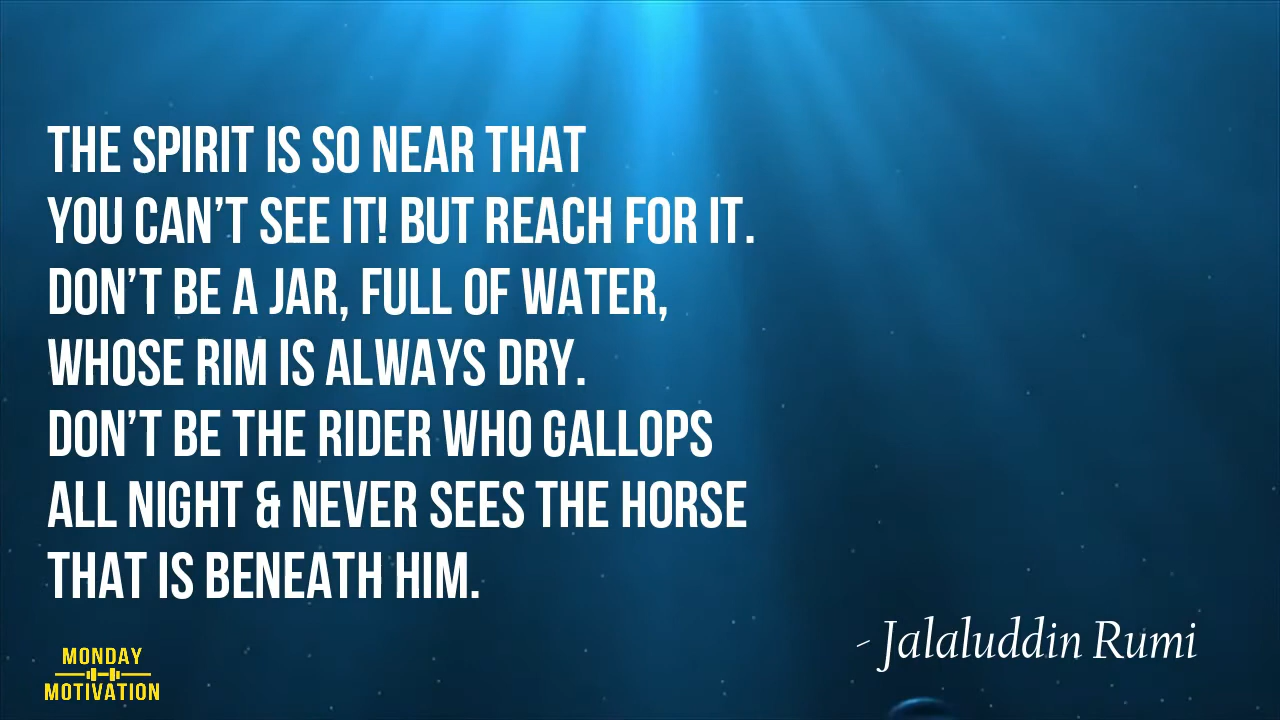 THE SPIRIT IS SO NEAR THAT
YOU CAN'T SEE IT! BUT REACH FOR IT.
DON'T BE A JAR, FULL OF WATER,
WHOSE RIM IS ALWAYS DRY.
DON'T BE THE RIDER WHO GALLOPS
ALL NIGHT & NEVER SEES THE HORSE
THAT IS BENEATH HIM.
- Jalaluddin Rumi
MONDAY
MOTIVATION